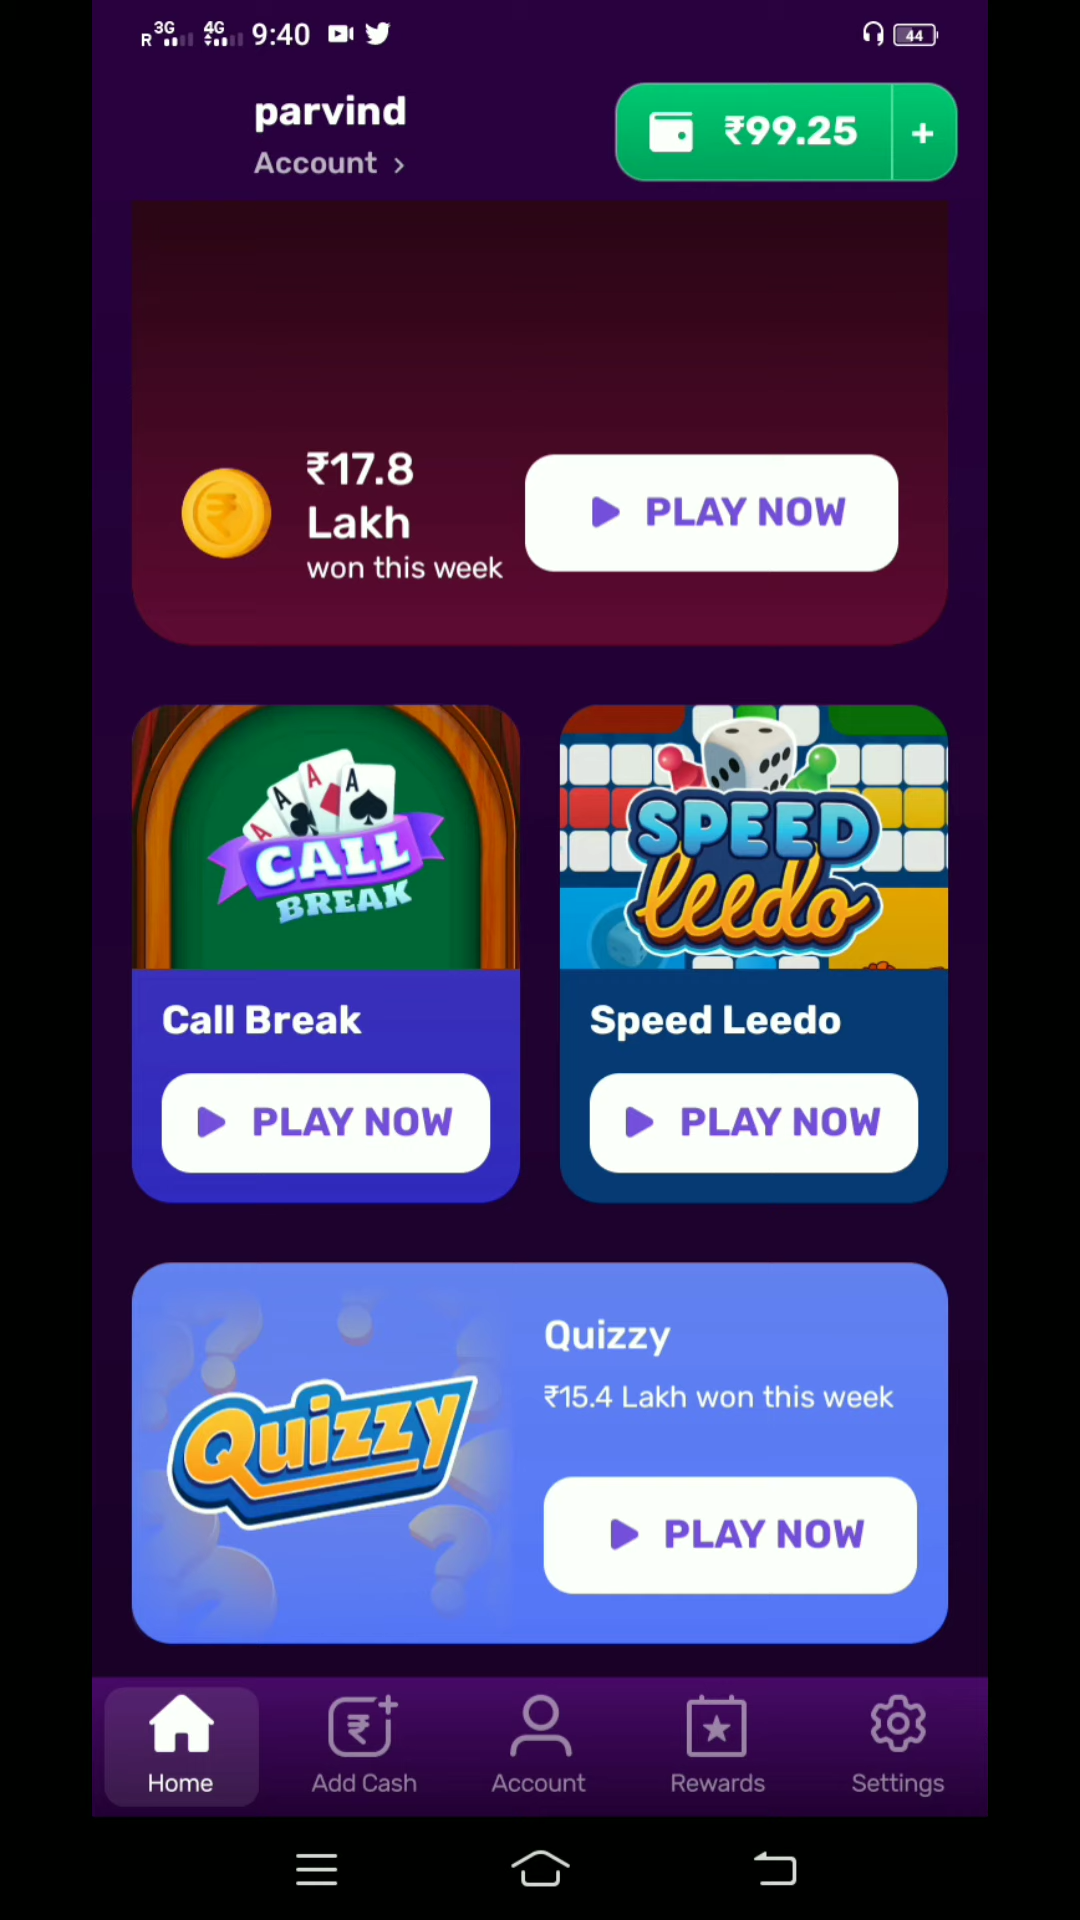 R 3G 4G 9:40 44
parvind
Account >
₹99.25 +
₹17.8
Lakh
won this week
PLAY NOW
A A A A
CALL
BREAK
SPEED
leedo
Call Break
Speed Leedo
PLAY NOW
PLAY NOW
Quizzy
Quizzy
₹15.4 Lakh won this week
PLAY NOW
Home
Add Cash
Account
Rewards
Settings